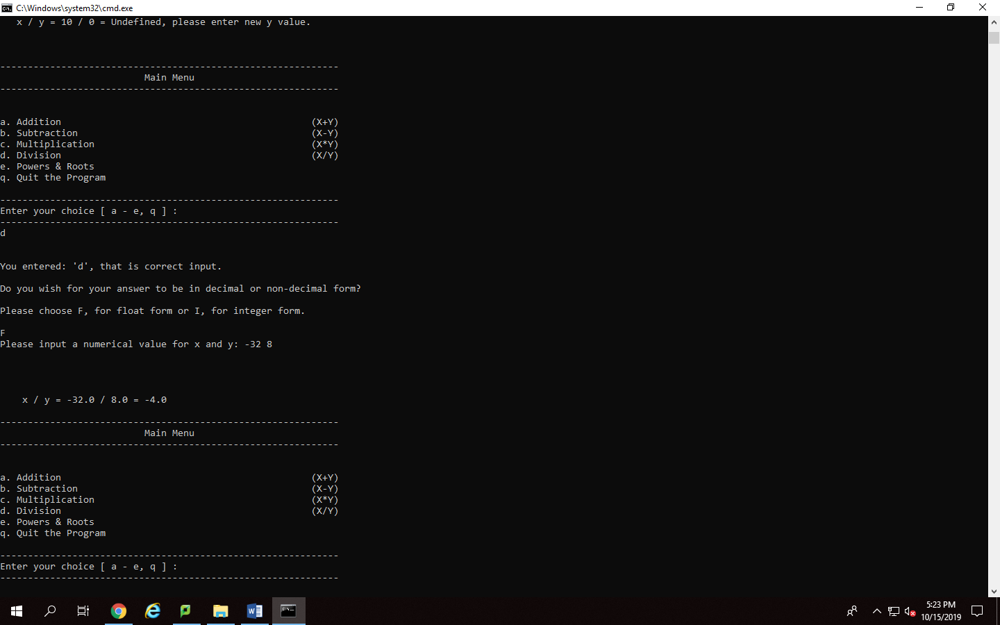 C:\Windows\system32\cmd.exe
x / y = 10 / 0 = Undefined, please enter new y value.
-------------------------------------------------------------
Main Menu
-------------------------------------------------------------
a. Addition (X+Y)
b. Subtraction (X-Y)
c. Multiplication (X*Y)
d. Division (X/Y)
e. Powers & Roots
q. Quit the Program
-------------------------------------------------------------
Enter your choice [ a - e, q ] :
-------------------------------------------------------------
d
You entered: 'd', that is correct input.
Do you wish for your answer to be in decimal or non-decimal form?
Please choose F, for float form or I, for integer form.
F
Please input a numerical value for x and y: -32 8
x / y = -32.0 / 8.0 = -4.0
-------------------------------------------------------------
Main Menu
-------------------------------------------------------------
a. Addition (X+Y)
b. Subtraction (X-Y)
c. Multiplication (X*Y)
d. Division (X/Y)
e. Powers & Roots
q. Quit the Program
-------------------------------------------------------------
Enter your choice [ a - e, q ] :
-------------------------------------------------------------
5:23 PM
10/15/2019